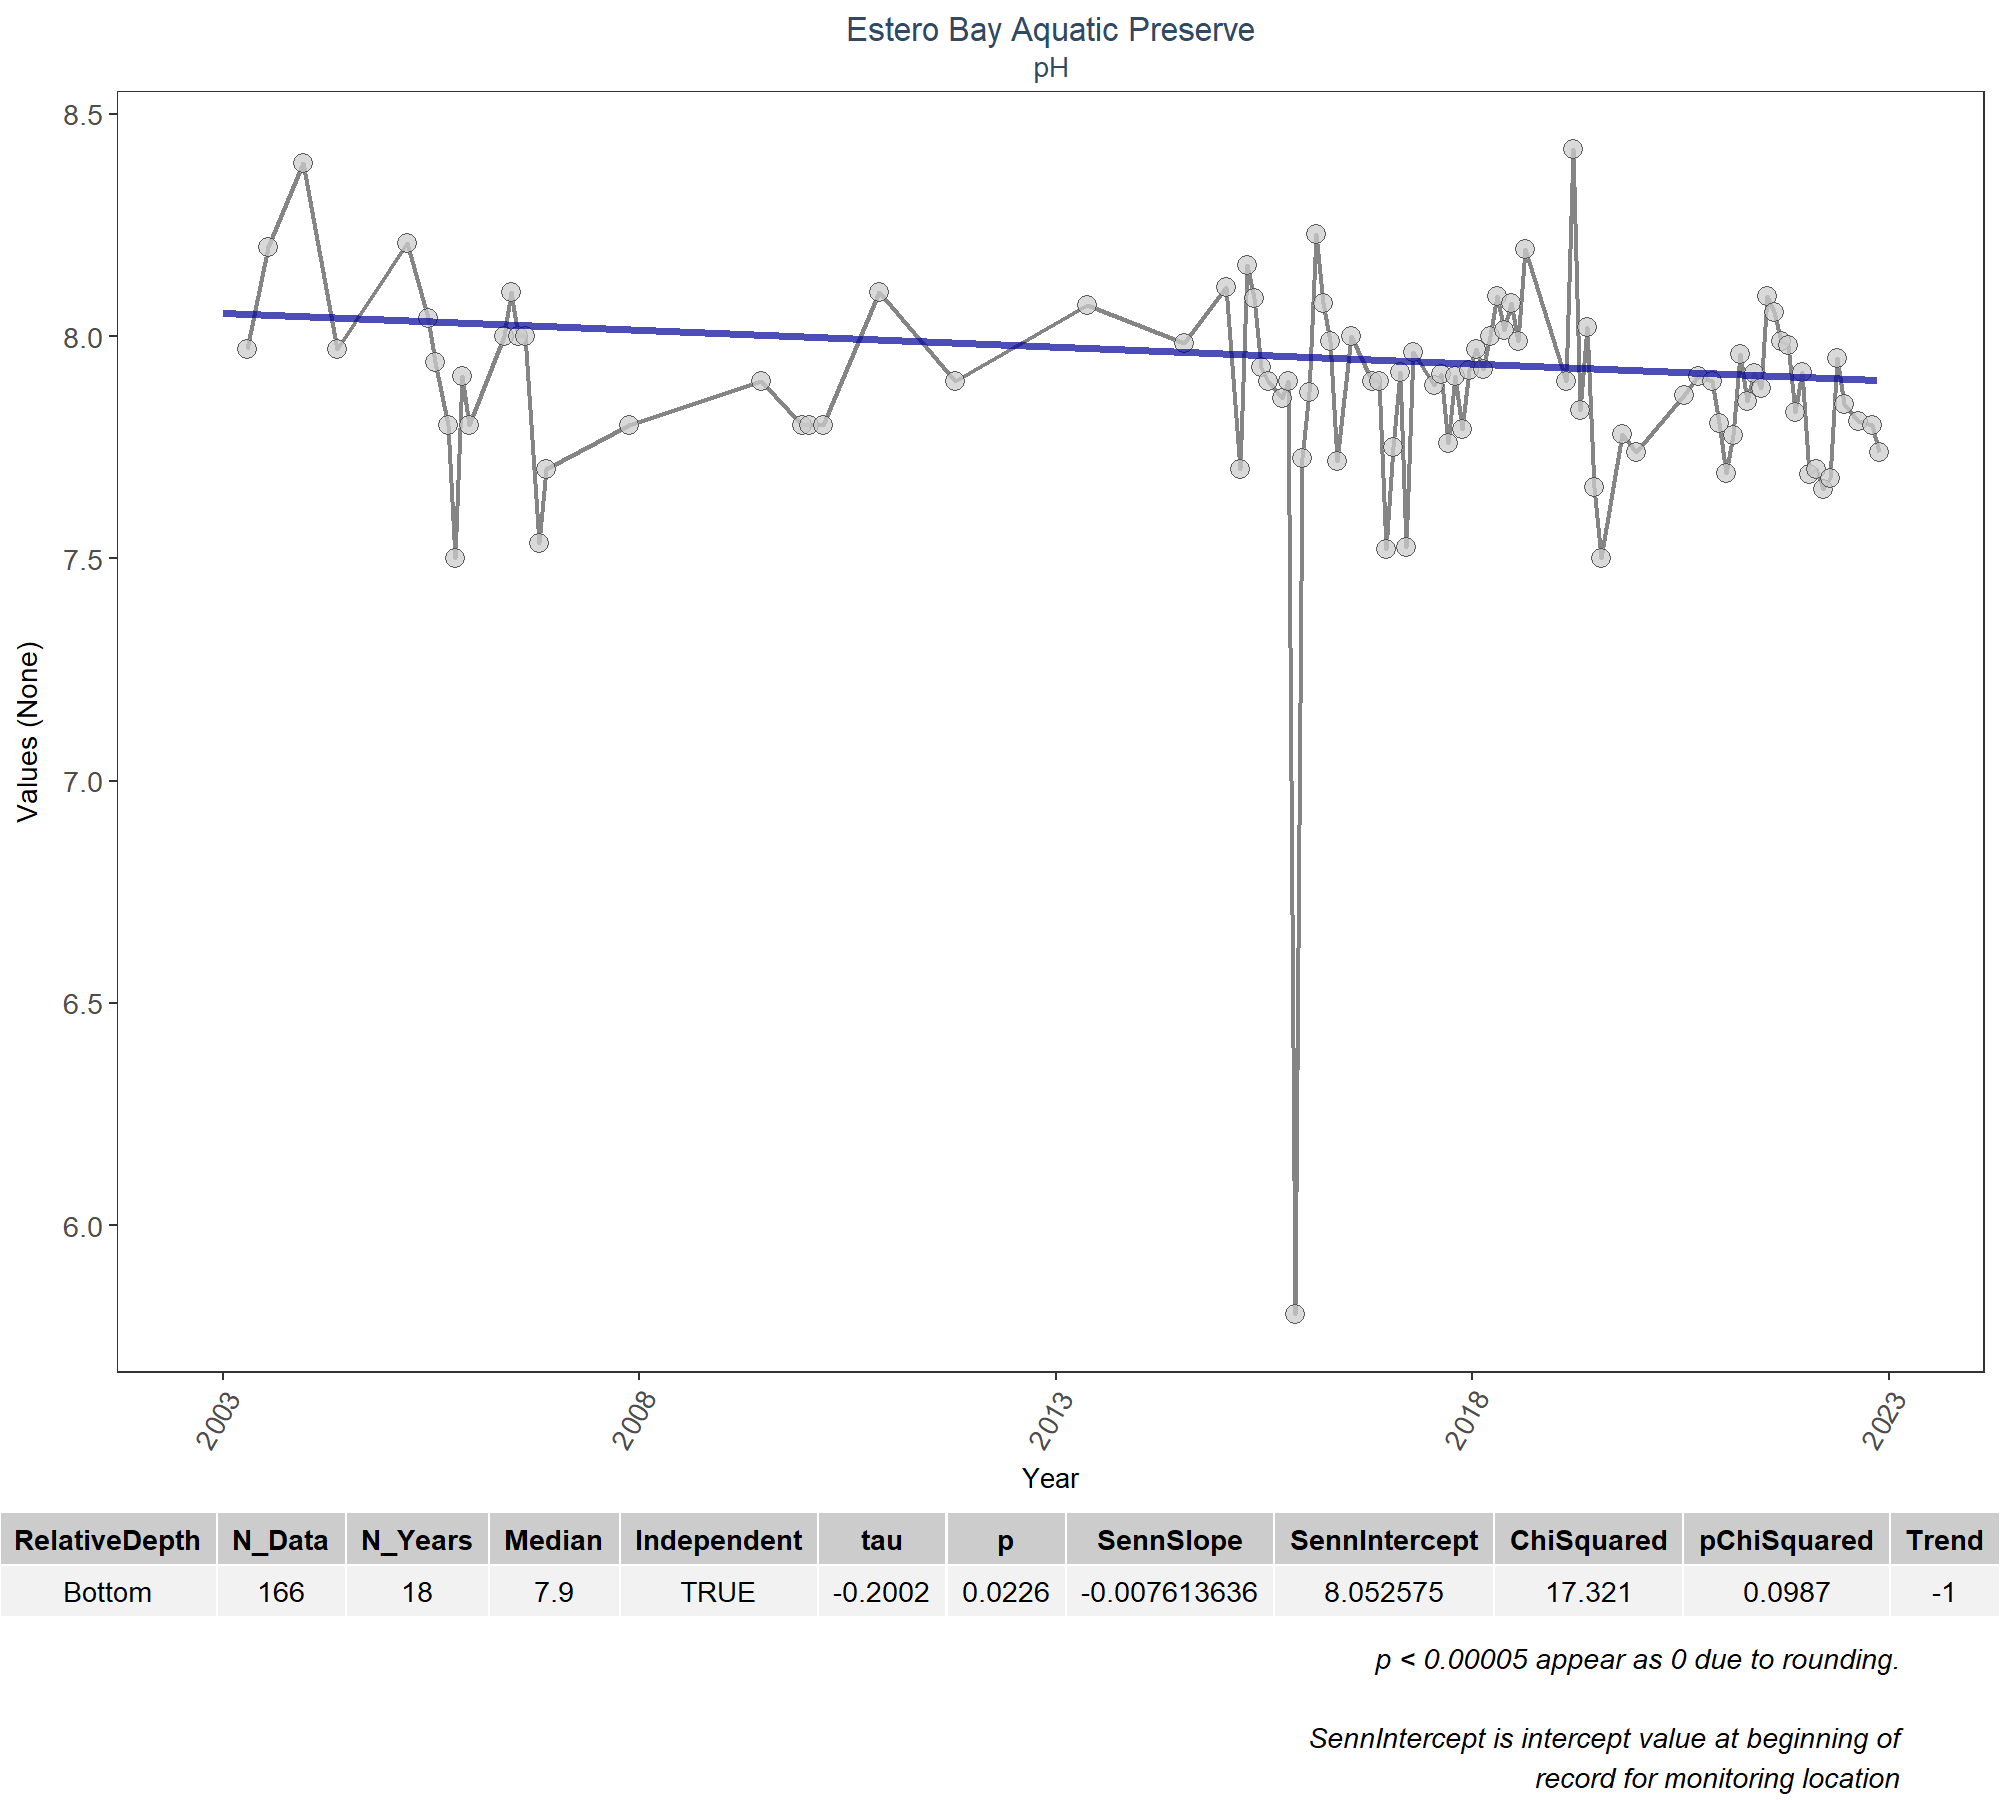 Estero Bay Aquatic Preserve
pH
8.5
8.0
7.5
7.0
6.5
6.0
Values (None)
2003
2008
2013
2018
2023
Year
RelativeDepth N_Data N_Years Median Independent tau p SennSlope SennIntercept ChiSquared pChiSquared Trend
Bottom 166 18 7.9 TRUE -0.2002 0.0226 -0.007613636 8.052575 17.321 0.0987 -1
p < 0.00005 appear as 0 due to rounding.
SennIntercept is intercept value at beginning of
record for monitoring location